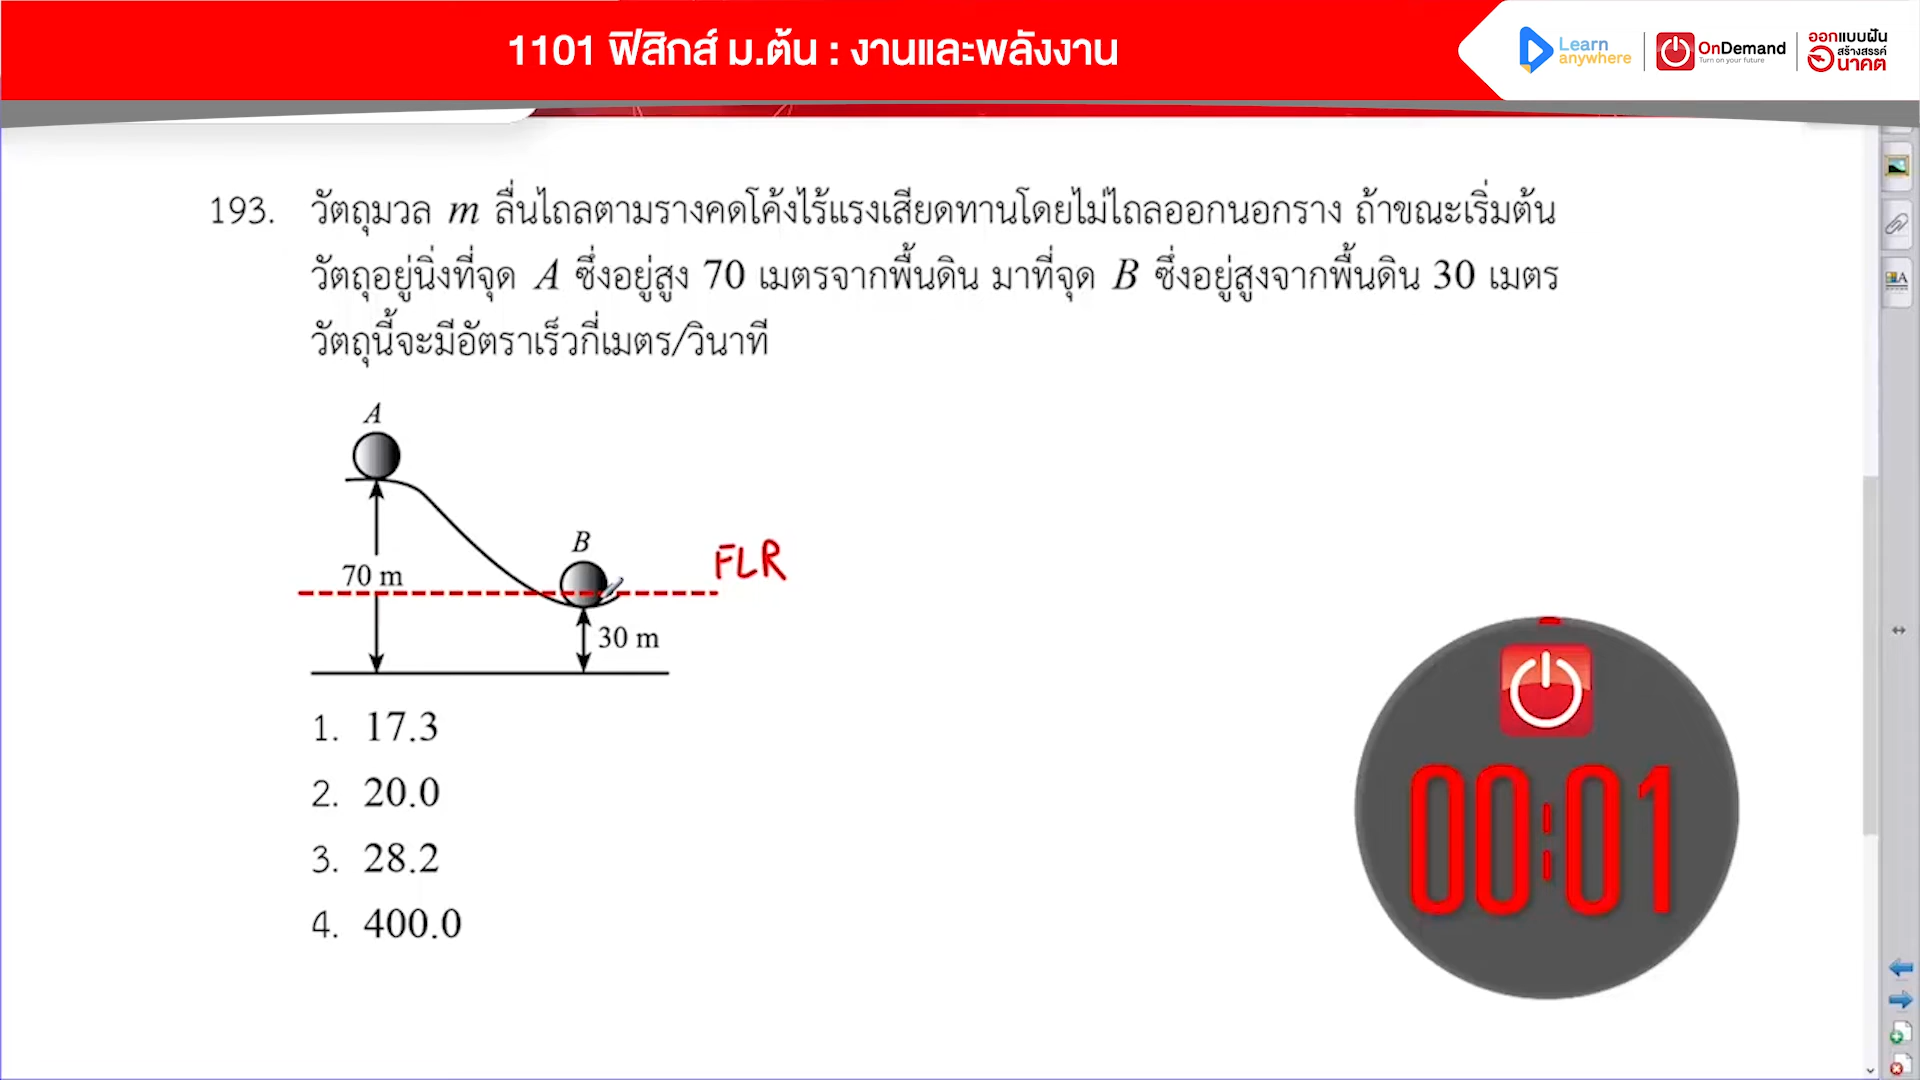 1101 ฟิสิกส์ ม.ต้น : งานและพลังงาน
Learn anywhere
OnDemand
Turn on your future
ออกแบบฝัน
สร้างสรรค์
อนาคต
193. วัตถุมวล m ลื่นไถลตามรางคดโค้งไร้แรงเสียดทานโดยไม่ไถลออกนอกราง ถ้าขณะเริ่มต้น
วัตถุอยู่นิ่งที่จุด A ซึ่งอยู่สูง 70 เมตรจากพื้นดิน มาที่จุด B ซึ่งอยู่สูงจากพื้นดิน 30 เมตร
วัตถุนี้จะมีอัตราเร็วกี่เมตร/วินาที
A
B
FLR
70 m
30 m
1. 17.3
2. 20.0
3. 28.2
4. 400.0
00:01